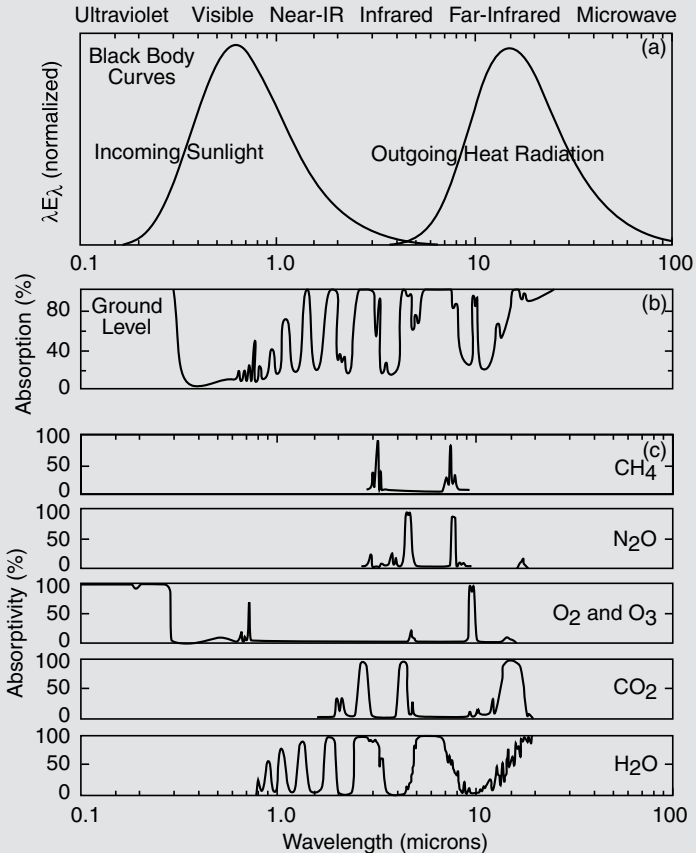 Ultraviolet Visible Near-IR Infrared Far-Infrared Microwave
(a)
Black Body
Curves
Incoming Sunlight
Outgoing Heat Radiation
λEλ (normalized)
0.1 1.0 10 100
(b)
Ground
Level
Absorption (%)
80
40
0
(c)
100
50
0
CH4
100
50
0
N2O
100
50
0
O2 and O3
100
50
0
CO2
100
50
0
H2O
Absorptivity (%)
0.1 1.0 10 100
Wavelength (microns)